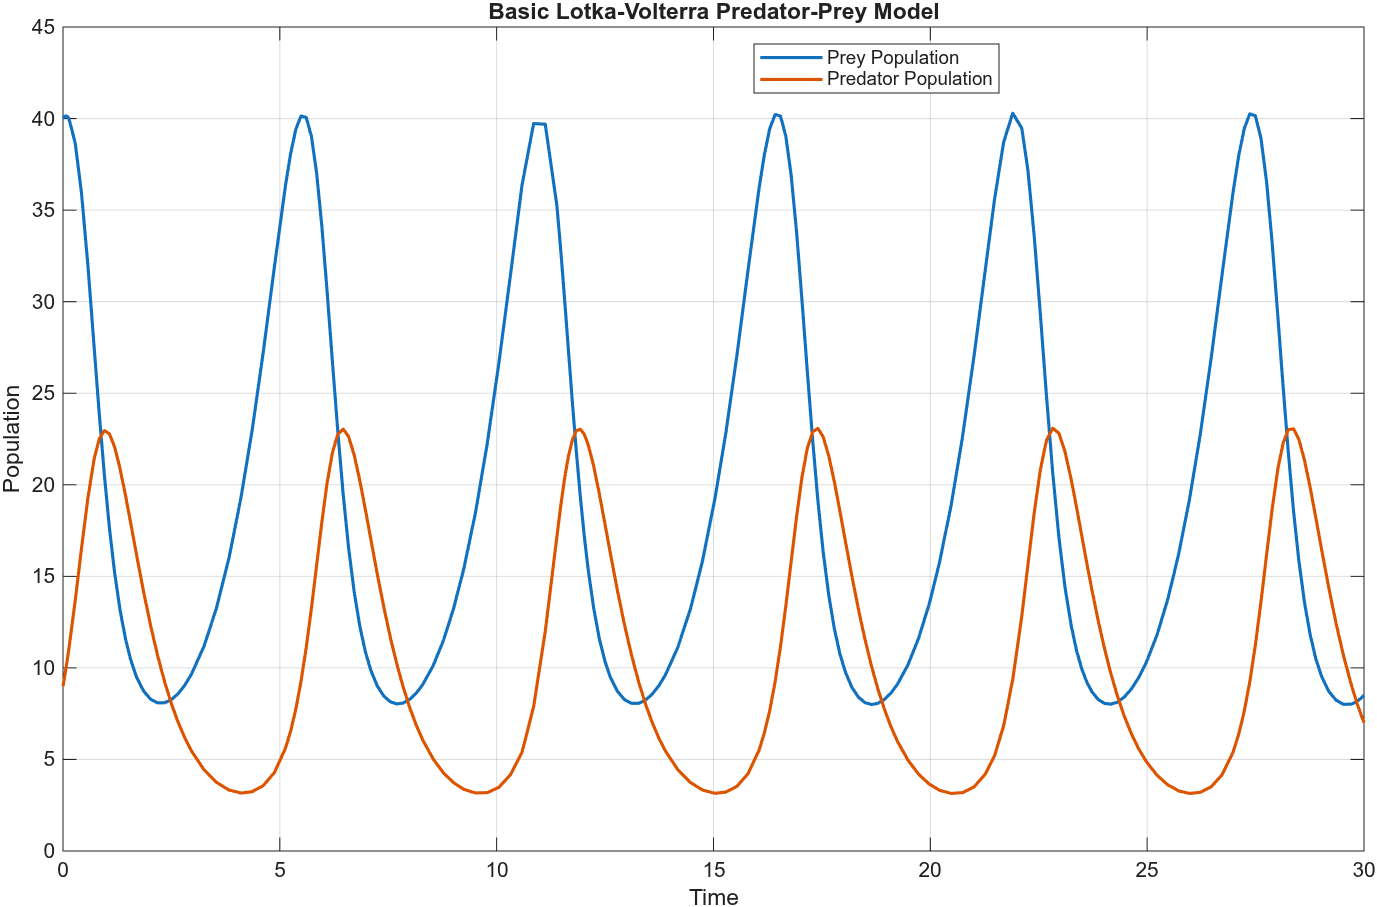 Basic Lotka-Volterra Predator-Prey Model
Prey Population
Predator Population
45
40
35
30
25
20
15
10
5
0
Population
0 5 10 15 20 25 30
Time